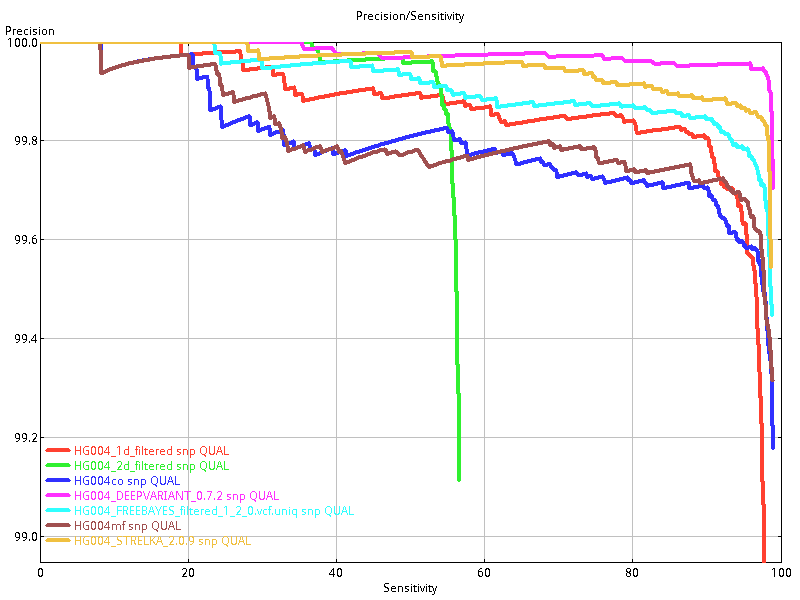 Precision/Sensitivity
Precision
100.0
99.8
99.6
99.4
99.2
99.0
HG004_1d_filtered snp QUAL
HG004_2d_filtered snp QUAL
HG004co snp QUAL
HG004_DEEPVARIANT_0.7.2 snp QUAL
HG004_FREEBAYES_filtered_1_2_0.vcf.uniq snp QUAL
HG004mf snp QUAL
HG004_STRELKA_2.0.9 snp QUAL
0 20 40 60 80 100
Sensitivity